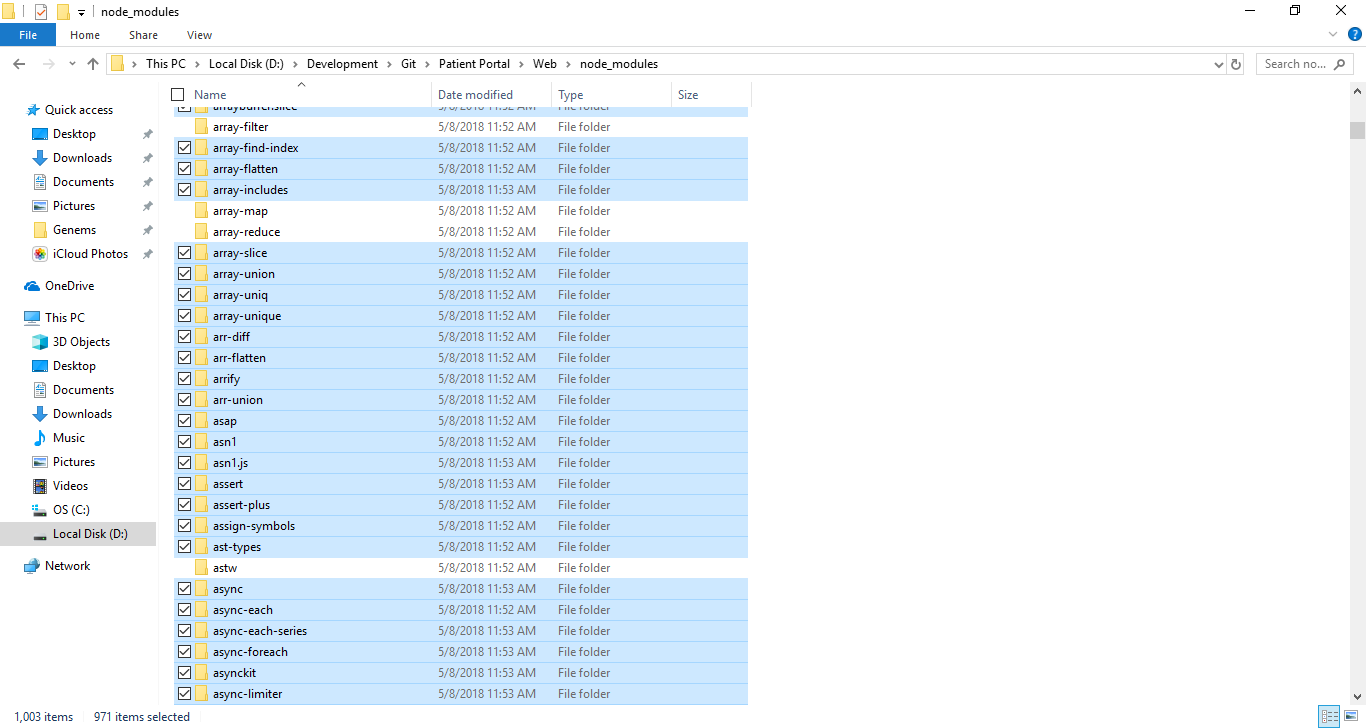 node_modules
File Home Share View
This PC Local Disk (D:) Development Git Patient Portal Web node_modules Search no...
Quick access
Desktop
Downloads
Documents
Pictures
Genems
iCloud Photos
OneDrive
This PC
3D Objects
Desktop
Documents
Downloads
Music
Pictures
Videos
OS (C:)
Local Disk (D:)
Network
Name Date modified Type Size
arraybuffer.slice 5/8/2018 11:52 AM File folder
array-filter 5/8/2018 11:52 AM File folder
array-find-index 5/8/2018 11:52 AM File folder
array-flatten 5/8/2018 11:52 AM File folder
array-includes 5/8/2018 11:53 AM File folder
array-map 5/8/2018 11:52 AM File folder
array-reduce 5/8/2018 11:52 AM File folder
array-slice 5/8/2018 11:52 AM File folder
array-union 5/8/2018 11:52 AM File folder
array-uniq 5/8/2018 11:52 AM File folder
array-unique 5/8/2018 11:52 AM File folder
arr-diff 5/8/2018 11:52 AM File folder
arr-flatten 5/8/2018 11:52 AM File folder
arrify 5/8/2018 11:52 AM File folder
arr-union 5/8/2018 11:52 AM File folder
asap 5/8/2018 11:52 AM File folder
asn1 5/8/2018 11:52 AM File folder
asn1.js 5/8/2018 11:53 AM File folder
assert 5/8/2018 11:53 AM File folder
assert-plus 5/8/2018 11:52 AM File folder
assign-symbols 5/8/2018 11:52 AM File folder
ast-types 5/8/2018 11:52 AM File folder
astw 5/8/2018 11:52 AM File folder
async 5/8/2018 11:53 AM File folder
async-each 5/8/2018 11:52 AM File folder
async-each-series 5/8/2018 11:53 AM File folder
async-foreach 5/8/2018 11:53 AM File folder
asynckit 5/8/2018 11:53 AM File folder
async-limiter 5/8/2018 11:53 AM File folder
1,003 items 971 items selected